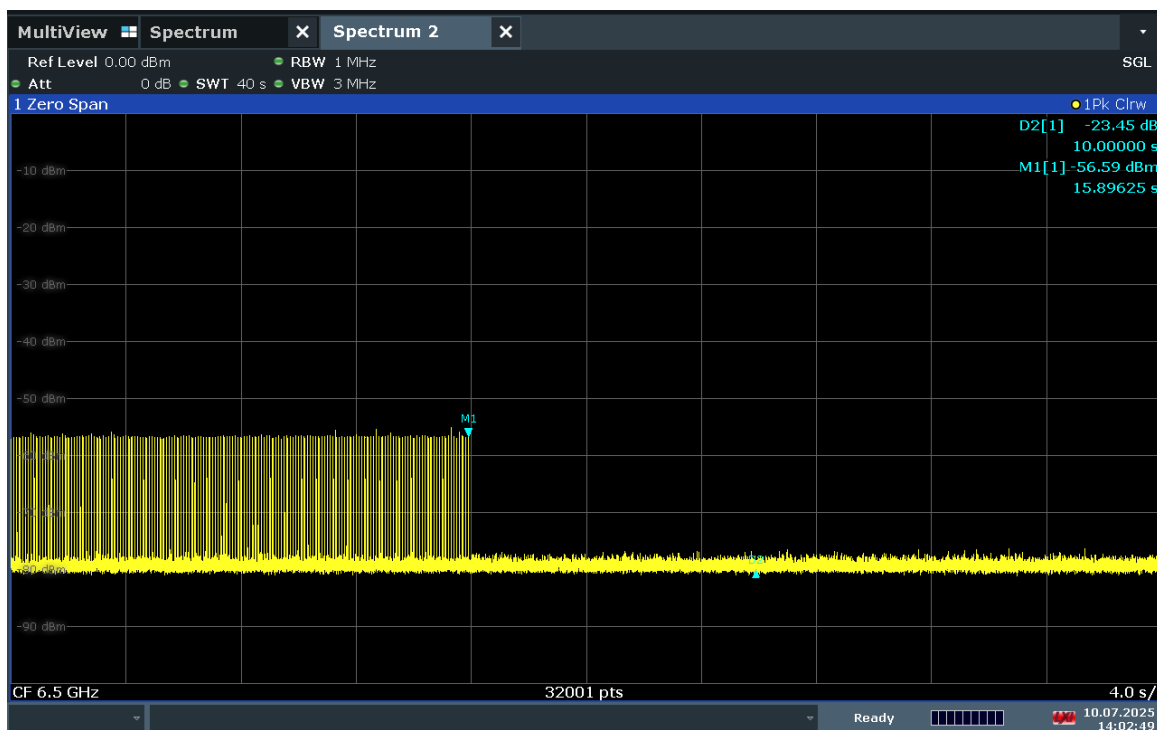 MultiView Spectrum X Spectrum 2 X
Ref Level 0.00 dBm RBW 1 MHz SGL
Att 0 dB SWT 40 s VBW 3 MHz
1 Zero Span 1Pk Clrw
D2[1] -23.45 dB
10.00000 s
M1[1] -56.59 dBm
15.89625 s
-10 dBm
-20 dBm
-30 dBm
-40 dBm
-50 dBm
M1
D2
-80 dBm
-90 dBm
CF 6.5 GHz 32001 pts 4.0 s/
Ready 10.07.2025
14:02:49